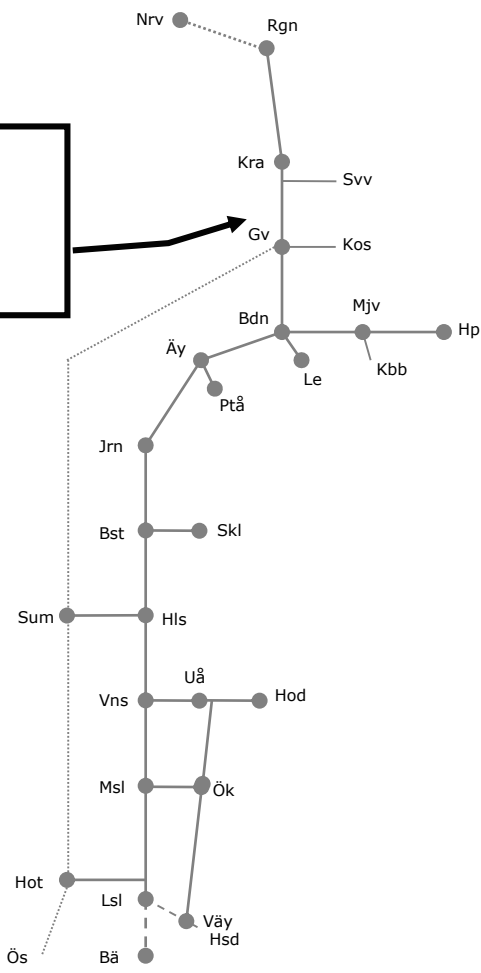 Nrv
Rgn
Kra
Svv
Gv
Kos
Bdn
Mjv
Hp
Äy
Le
Kbb
Ptå
Jrn
Bst
Skl
Sum
Hls
Uå
Vns
Hod
Msl
Ök
Hot
Lsl
Väy
Hsd
Ös
Bä